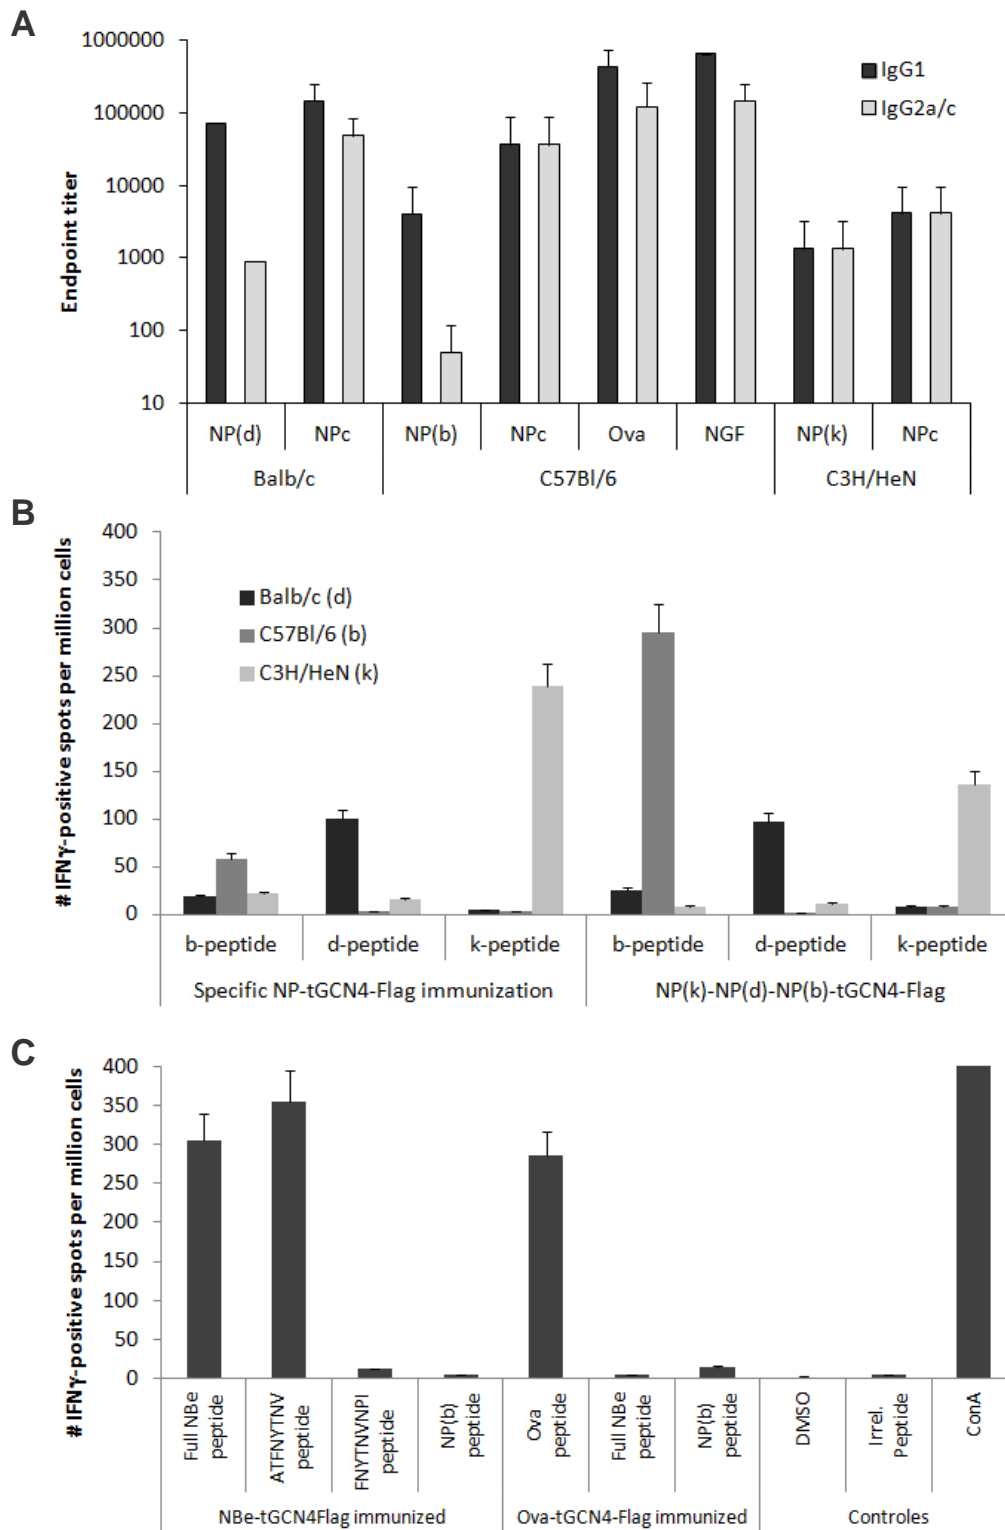 A
1000000
100000
10000
1000
100
10
Endpoint titer
IgG1
IgG2a/c
NP(d) NPc NP(b) NPc Ova NGF NP(k) NPc
Balb/c C57Bl/6 C3H/HeN
B
400
350
300
250
200
150
100
50
0
# IFNγ-positive spots per million cells
Balb/c (d)
C57Bl/6 (b)
C3H/HeN (k)
b-peptide d-peptide k-peptide b-peptide d-peptide k-peptide
Specific NP-tGCN4-Flag immunization NP(k)-NP(d)-NP(b)-tGCN4-Flag
C
400
350
300
250
200
150
100
50
0
# IFNγ-positive spots per million cells
Full NBe peptide
ATFNYTNV peptide
FNYTNVNPI peptide
NP(b) peptide
Ova peptide
Full NBe peptide
NP(b) peptide
DMSO
Irrel. Peptide
ConA
NBe-tGCN4Flag immunized Ova-tGCN4-Flag immunized Controles